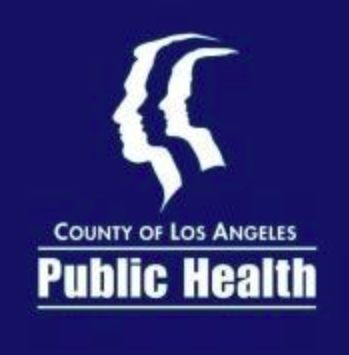 COUNTY OF LOS ANGELES
Public Health